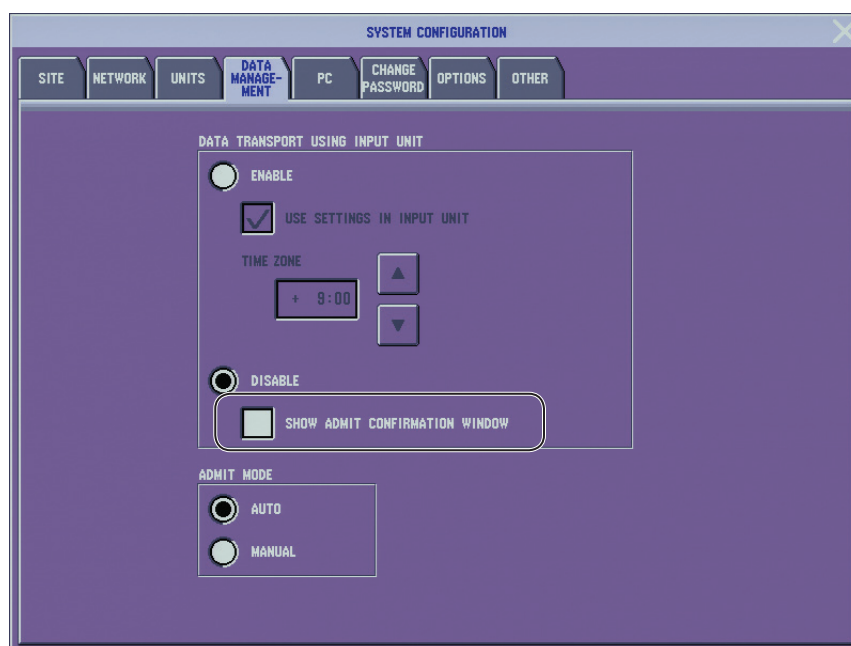 SYSTEM CONFIGURATION
SITE NETWORK UNITS DATA MANAGE- MENT PC CHANGE PASSWORD OPTIONS OTHER
DATA TRANSPORT USING INPUT UNIT
ENABLE
USE SETTINGS IN INPUT UNIT
TIME ZONE
+ 9:00
DISABLE
SHOW ADMIT CONFIRMATION WINDOW
ADMIT MODE
AUTO
MANUAL